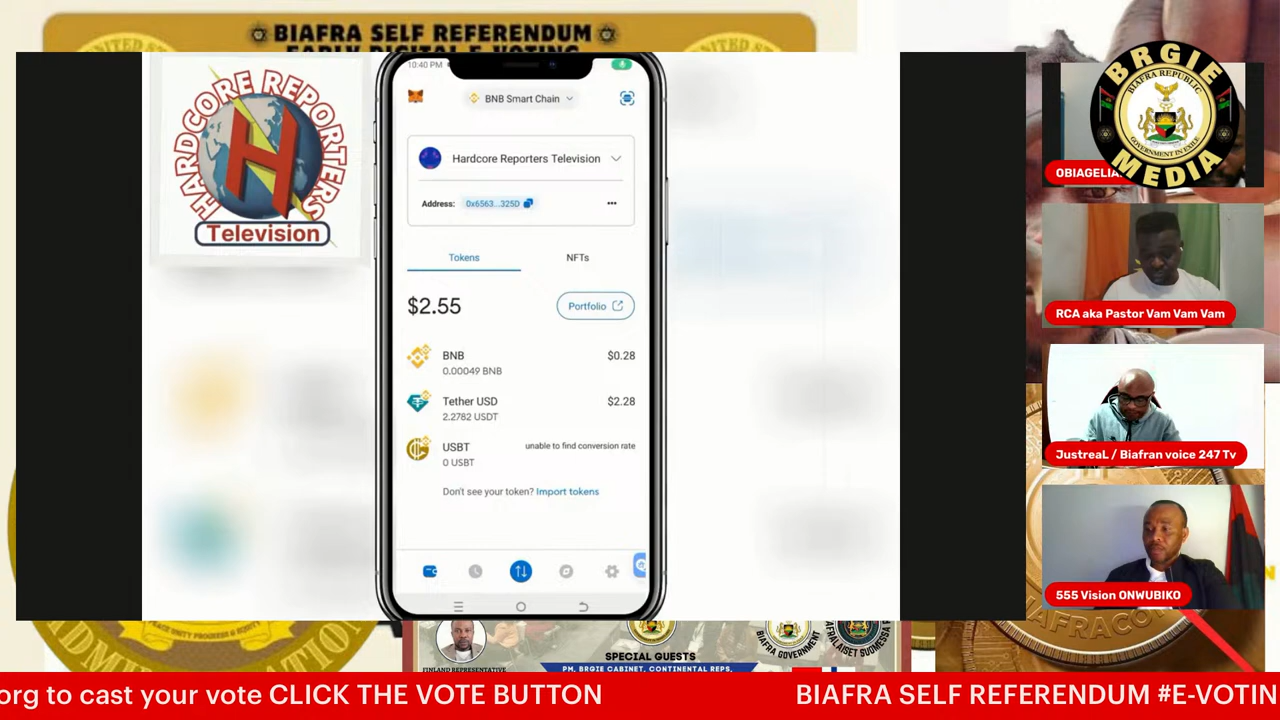 BIAFRA SELF REFERENDUM
HARDCORE REPORTERS
H
Television
10:40 PM
BNB Smart Chain
Hardcore Reporters Television
Address: 0x6563...325D
Tokens
NFTs
$2.55
Portfolio
BNB
$0.28
0.00049 BNB
Tether USD
$2.28
2.2782 USDT
USBT
unable to find conversion rate
0 USBT
Don't see your token? Import tokens
BRGIE
BIAFRA REPUBLIC
GOVERNMENT IN EXILE
MEDIA
OBIAGELIA
RCA aka Pastor Vam Vam Vam
JustreaL / Biafran voice 247 Tv
555 Vision ONWUBIKO
BIAFRACO
FINLAND REPRESENTATIVE
SPECIAL GUESTS
PM, BRGIE CABINET, CONTINENTAL REPS,
BIAFRA GOVERNMENT
org to cast your vote CLICK THE VOTE BUTTON
BIAFRA SELF REFERENDUM #E-VOTIN